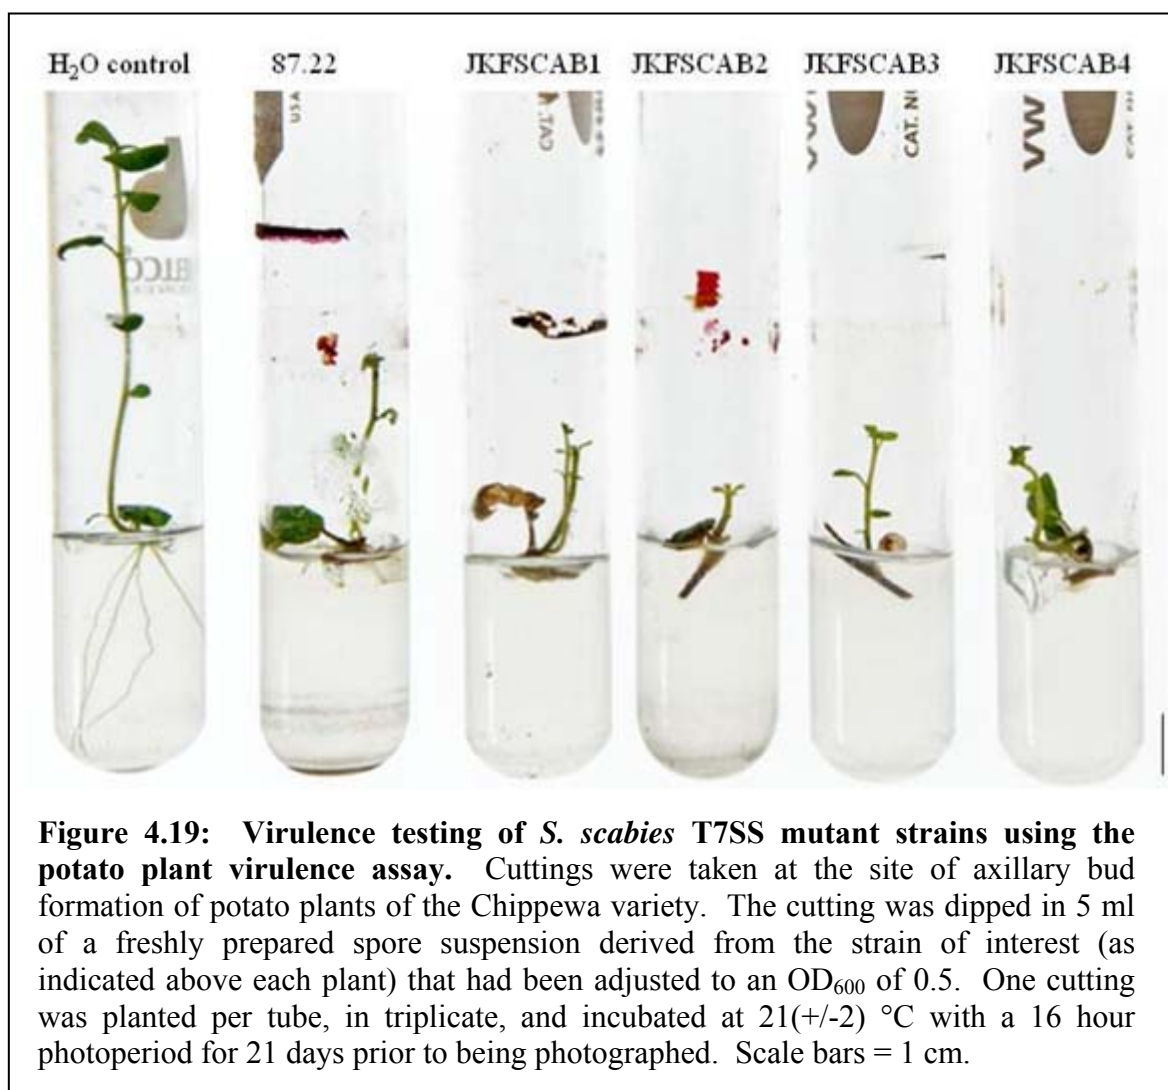 H₂O control 87.22 JKFSCAB1 JKFSCAB2 JKFSCAB3 JKFSCAB4
CAT. N
VW
VW
Figure 4.19: Virulence testing of S. scabies T7SS mutant strains using the
potato plant virulence assay. Cuttings were taken at the site of axillary bud
formation of potato plants of the Chippewa variety. The cutting was dipped in 5 ml
of a freshly prepared spore suspension derived from the strain of interest (as
indicated above each plant) that had been adjusted to an OD₆₀₀ of 0.5. One cutting
was planted per tube, in triplicate, and incubated at 21(+/-2) °C with a 16 hour
photoperiod for 21 days prior to being photographed. Scale bars = 1 cm.